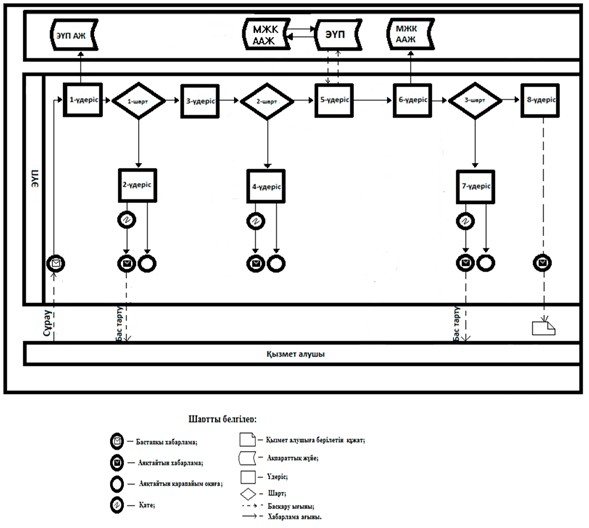 ЭҮП АЖ
МЖК
ААЖ
ЭҮП
МЖК
ААЖ
ЭҮП
1-үдеріс
1-шарт
3-үдеріс
2-шарт
5-үдеріс
6-үдеріс
3-шарт
8-үдеріс
2-үдеріс
4-үдеріс
7-үдеріс
Сұрау
Бас тарту
Бас тарту
Қызмет алушы
Шартты белгілер:
— Бастапқы хабарлама;
— Аяқтайтын хабарлама;
— Аяқтайтын қарапайым оқиға;
— Қате;
— Қызмет алушыға берілетін құжат;
— Ақпараттық жүйе;
— Үдеріс;
— Шарт;
— Басқару ағыны;
— Хабарлама ағыны.